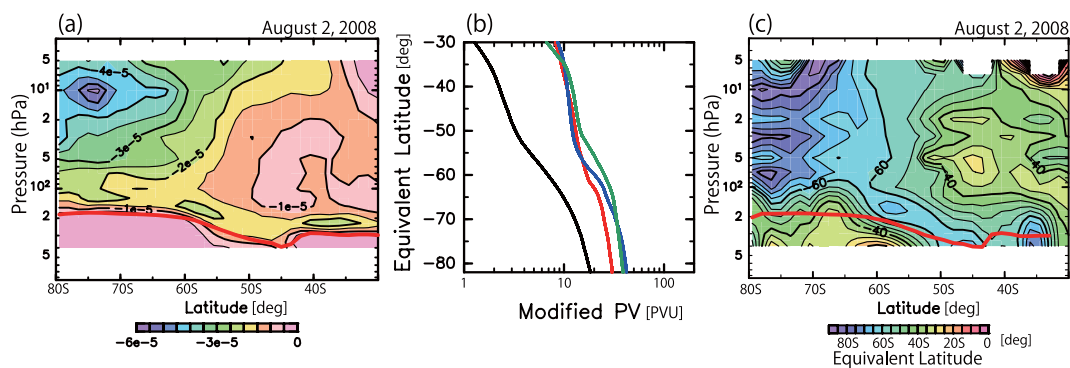 (a) August 2, 2008
Pressure (hPa)
5
10¹
2
5
10²
2
5
-4e-5
-3e-5
-2e-5
-1e-5
-1e-5
80S 70S 60S 50S 40S
Latitude [deg]
-6e-5 -3e-5 0
(b)
Equivalent Latitude [deg]
-30
-40
-50
-60
-70
-80
1 10 100
Modified PV [PVU]
(c) August 2, 2008
Pressure (hPa)
5
10¹
2
5
10²
2
5
-60
-60
-40
-40
-40
80S 70S 60S 50S 40S
Latitude [deg]
80S 60S 40S 20S 0 [deg]
Equivalent Latitude